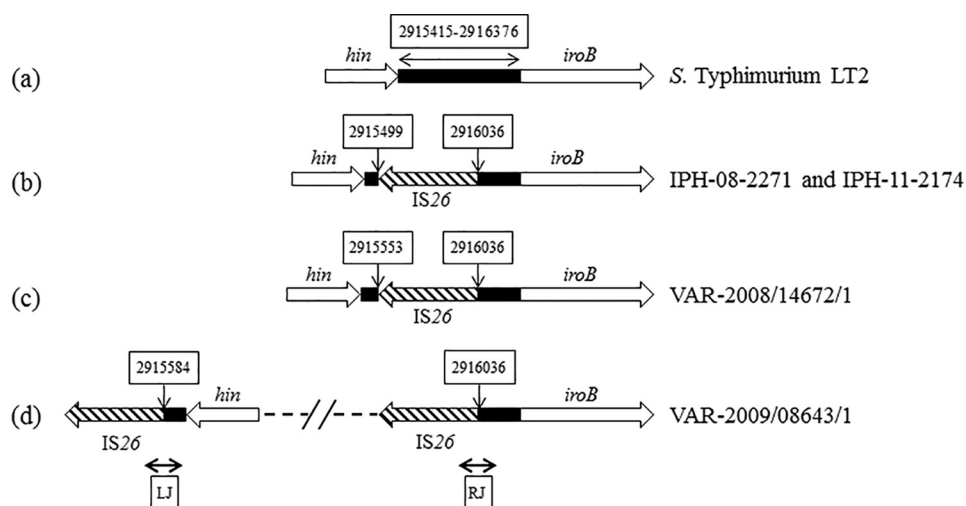 2915415-2916376
hin iroB
(a) S. Typhimurium LT2
2915499 2916036
hin iroB
(b) IPH-08-2271 and IPH-11-2174
IS26
2915553 2916036
hin iroB
(c) VAR-2008/14672/1
IS26
2915584 2916036
hin iroB
(d) VAR-2009/08643/1
IS26 IS26
LJ RJ